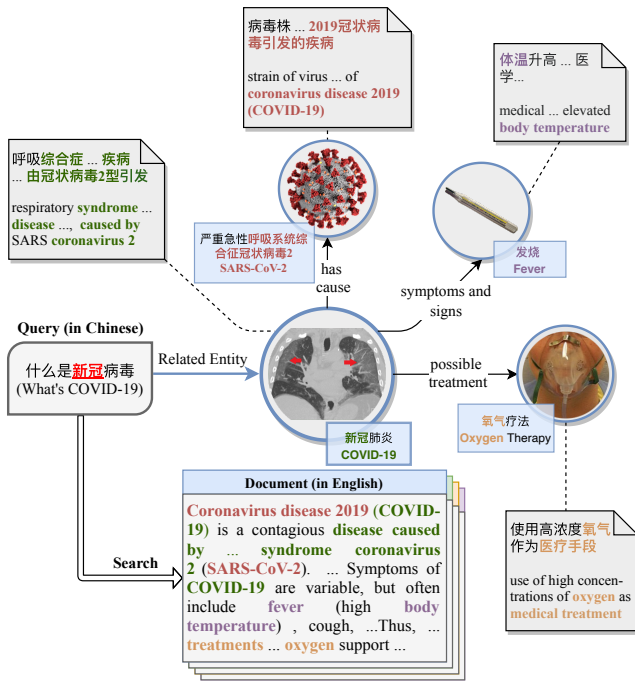 病毒株 ... 2019冠状病
毒引发的疾病
strain of virus ... of
coronavirus disease 2019
(COVID-19)
体温升高 ... 医
学...
medical ... elevated
body temperature
呼吸综合症 ... 疾病
... 由冠状病毒2型引发
respiratory syndrome ...
disease ..., caused by
SARS coronavirus 2
严重急性呼吸系统综
合征冠状病毒2
SARS-CoV-2
has
cause
发烧
Fever
symptoms and
signs
Query (in Chinese)
什么是新冠病毒
(What's COVID-19)
Related Entity
possible
treatment
新冠肺炎
COVID-19
氧气疗法
Oxygen Therapy
Search
Document (in English)
Coronavirus disease 2019 (COVID-
19) is a contagious disease caused
by ... syndrome coronavirus
2 (SARS-CoV-2). ... Symptoms of
COVID-19 are variable, but often
include fever (high body
temperature) , cough, ...Thus, ...
treatments ... oxygen support ...
使用高浓度氧气
作为医疗手段
use of high concen-
trations of oxygen as
medical treatment